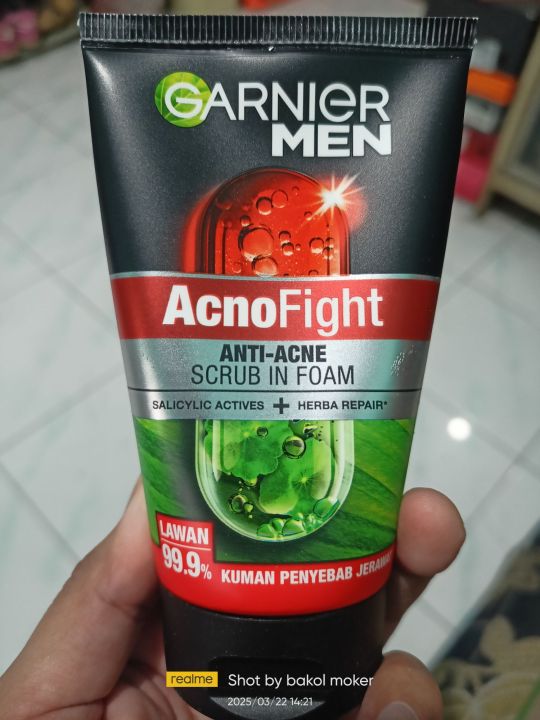 GARNIER
MEN
AcnoFight
ANTI-ACNE
SCRUB IN FOAM
SALICYLIC ACTIVES + HERBA REPAIR*
LAWAN
99.9%
KUMAN PENYEBAB JERAWAT
realme Shot by bakol moker
2025/03/22 14:21